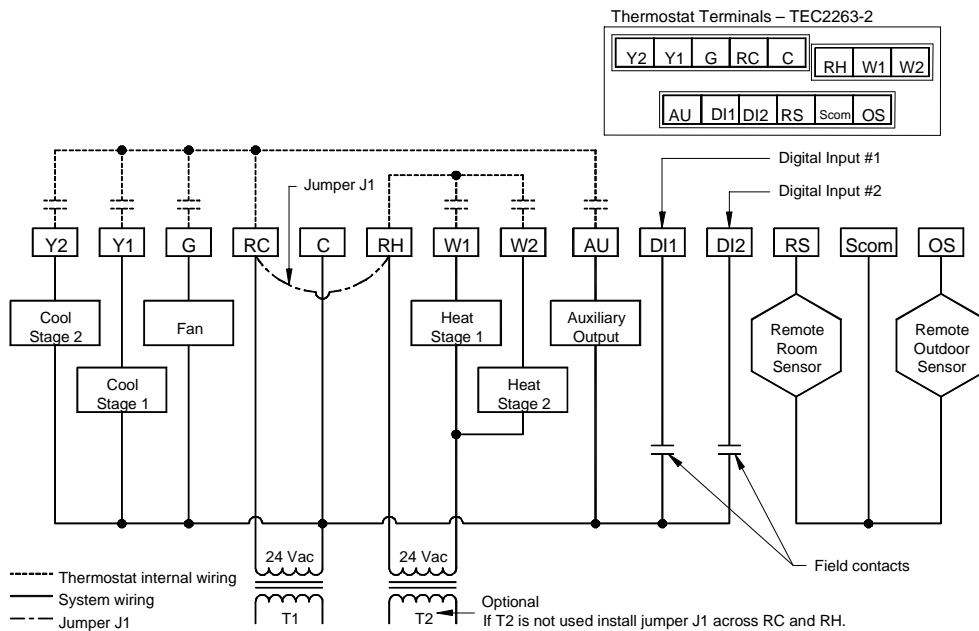 Thermostat Terminals – TEC2263-2
Y2 Y1 G RC C
RH W1 W2
AU DI1 DI2 RS Scom OS
Digital Input #1
Jumper J1
Digital Input #2
Y2 Y1 G RC C RH W1 W2 AU DI1 DI2 RS Scom OS
Cool
Stage 2
Fan
Heat
Stage 1
Auxiliary
Output
Remote
Room
Sensor
Remote
Outdoor
Sensor
Cool
Stage 1
Heat
Stage 2
24 Vac
24 Vac
Field contacts
Thermostat internal wiring
System wiring
Jumper J1
T1
T2
Optional
If T2 is not used install jumper J1 across RC and RH.